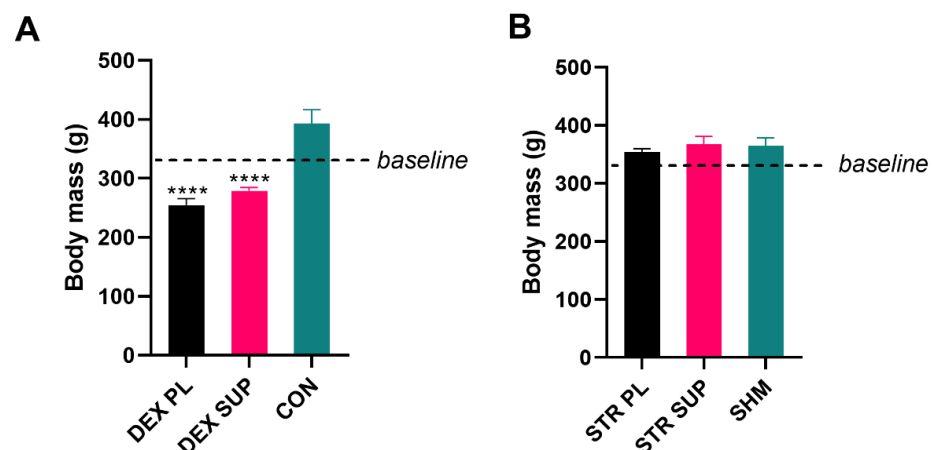 A
Body mass (g)
500
400
300
200
100
0
baseline
****
****
DEX PL
DEX SUP
CON
B
Body mass (g)
500
400
300
200
100
0
baseline
STR PL
STR SUP
SHM